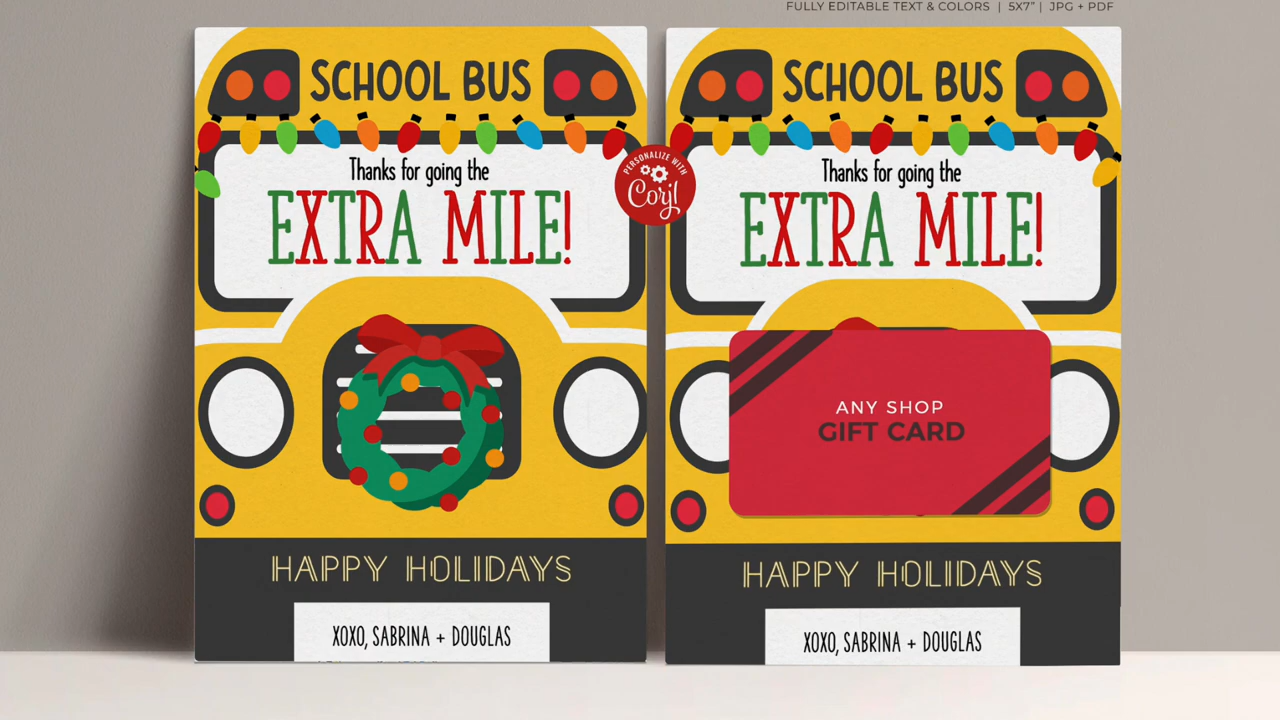 FULLY EDITABLE TEXT & COLORS | 5X7" | JPG + PDF
SCHOOL BUS
Thanks for going the
EXTRA MILE!
HAPPY HOLIDAYS
XOXO, SABRINA + DOUGLAS
PERSONALIZE WITH
Corjl
SCHOOL BUS
Thanks for going the
EXTRA MILE!
ANY SHOP
GIFT CARD
HAPPY HOLIDAYS
XOXO, SABRINA + DOUGLAS